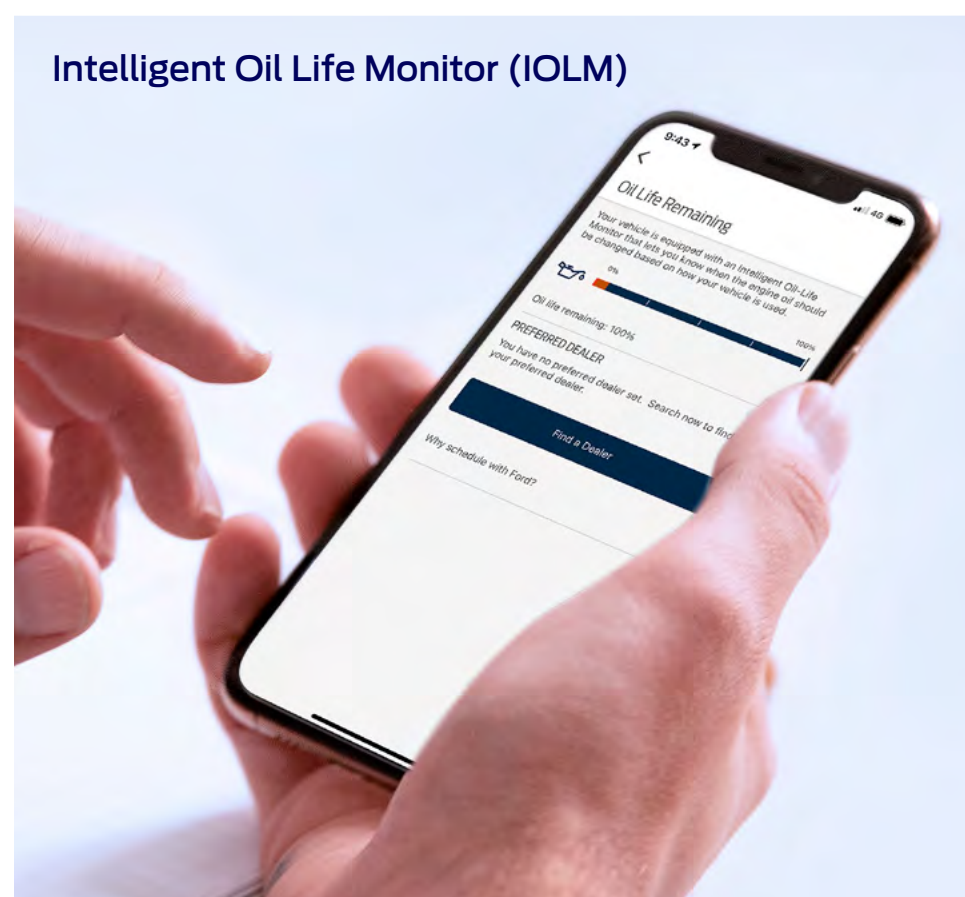 Intelligent Oil Life Monitor (IOLM)
9:43
4G
Oil Life Remaining
Your vehicle is equipped with an Intelligent Oil-Life
Monitor that lets you know when the engine oil should
be changed based on how your vehicle is used.
0%
100%
Oil life remaining: 100%
PREFERRED DEALER
You have no preferred dealer set. Search now to find
your preferred dealer.
Find a Dealer
Why schedule with Ford?